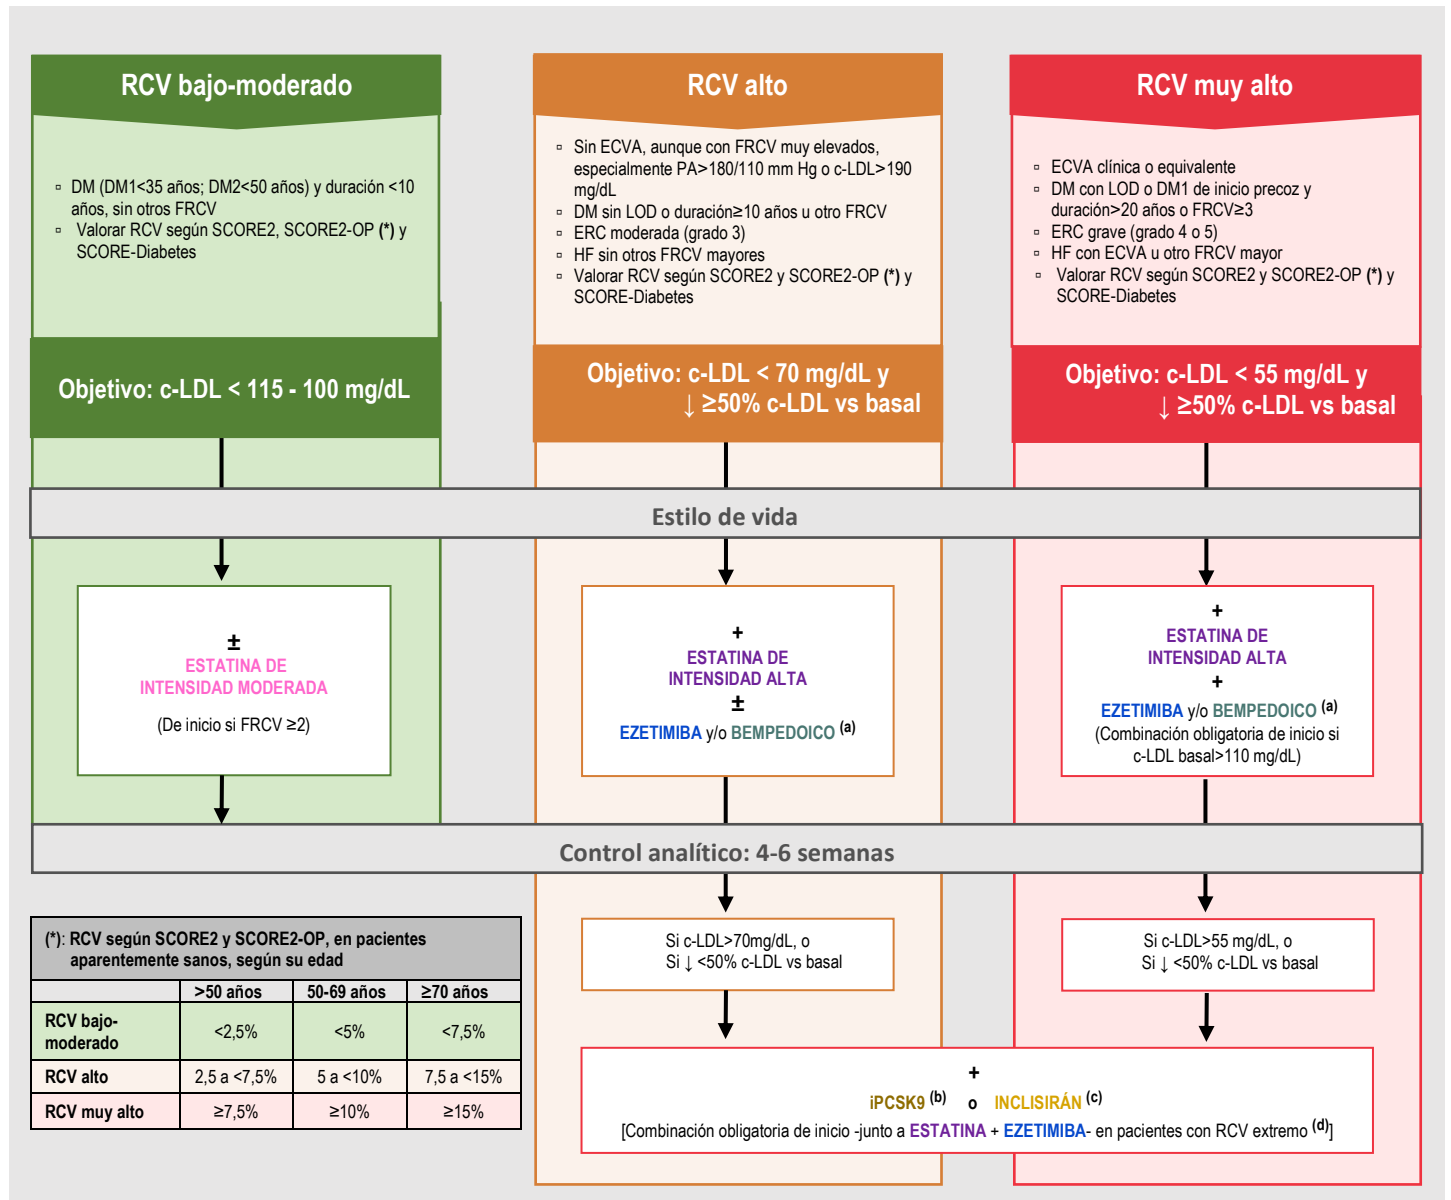 RCV bajo-moderado
▫ DM (DM1<35 años; DM2<50 años) y duración <10
años, sin otros FRCV
▫ Valorar RCV según SCORE2, SCORE2-OP (*) y
SCORE-Diabetes
Objetivo: c-LDL < 115 - 100 mg/dL
RCV alto
▫ Sin ECVA, aunque con FRCV muy elevados,
especialmente PA>180/110 mm Hg o c-LDL>190
mg/dL
▫ DM sin LOD o duración≥10 años u otro FRCV
▫ ERC moderada (grado 3)
▫ HF sin otros FRCV mayores
▫ Valorar RCV según SCORE2 y SCORE2-OP (*) y
SCORE-Diabetes
Objetivo: c-LDL < 70 mg/dL y
↓ ≥50% c-LDL vs basal
RCV muy alto
▫ ECVA clínica o equivalente
▫ DM con LOD o DM1 de inicio precoz y
duración>20 años o FRCV≥3
▫ ERC grave (grado 4 o 5)
▫ HF con ECVA u otro FRCV mayor
▫ Valorar RCV según SCORE2 y SCORE2-OP (*) y
SCORE-Diabetes
Objetivo: c-LDL < 55 mg/dL y
↓ ≥50% c-LDL vs basal
Estilo de vida
±
ESTATINA DE
INTENSIDAD MODERADA
(De inicio si FRCV ≥2)
+
ESTATINA DE
INTENSIDAD ALTA
±
EZETIMIBA y/o BEMPEDOICO (a)
+
ESTATINA DE
INTENSIDAD ALTA
+
EZETIMIBA y/o BEMPEDOICO (a)
(Combinación obligatoria de inicio si
c-LDL basal>110 mg/dL)
Control analítico: 4-6 semanas
Si c-LDL>70mg/dL, o
Si ↓ <50% c-LDL vs basal
Si c-LDL>55 mg/dL, o
Si ↓ <50% c-LDL vs basal
+
iPCSK9 (b) o INCLISIRÁN (c)
[Combinación obligatoria de inicio -junto a ESTATINA + EZETIMIBA- en pacientes con RCV extremo (d)]
(*): RCV según SCORE2 y SCORE2-OP, en pacientes
aparentemente sanos, según su edad
>50 años 50-69 años ≥70 años
RCV bajo-
moderado <2,5% <5% <7,5%
RCV alto 2,5 a <7,5% 5 a <10% 7,5 a <15%
RCV muy alto ≥7,5% ≥10% ≥15%